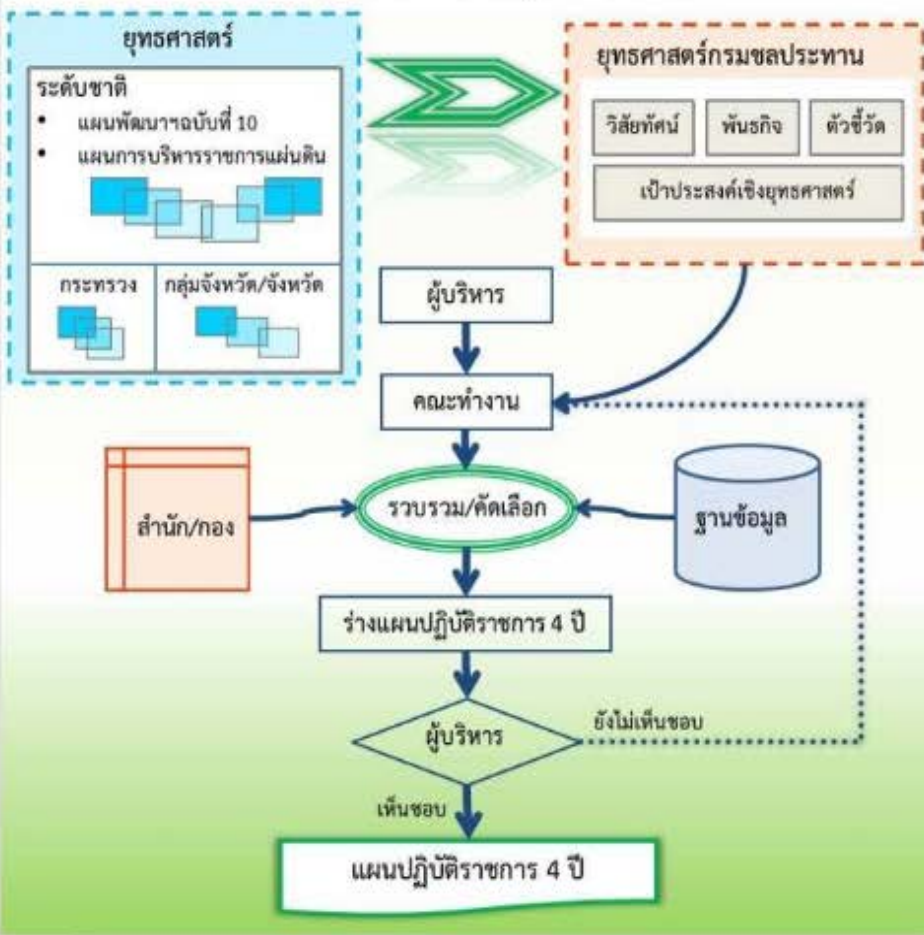 ยุทธศาสตร์
ระดับชาติ
• แผนพัฒนาฯฉบับที่ 10
• แผนการบริหารราชการแผ่นดิน
กระทรวง
กลุ่มจังหวัด/จังหวัด
ยุทธศาสตร์กรมชลประทาน
วิสัยทัศน์
พันธกิจ
ตัวชี้วัด
เป้าประสงค์เชิงยุทธศาสตร์
ผู้บริหาร
คณะทำงาน
สำนัก/กอง
รวบรวม/คัดเลือก
ฐานข้อมูล
ร่างแผนปฏิบัติราชการ 4 ปี
ผู้บริหาร
ยังไม่เห็นชอบ
เห็นชอบ
แผนปฏิบัติราชการ 4 ปี